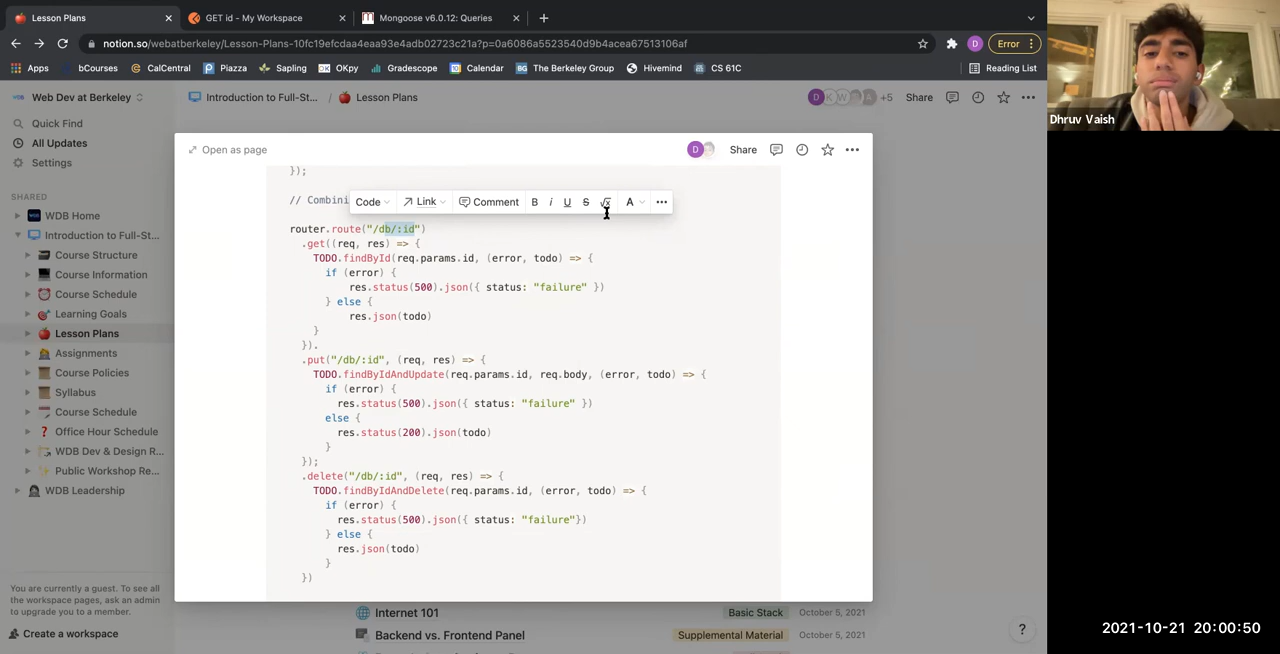 Lesson Plans
GET id - My Workspace
Mongoose v6.0.12: Queries
notion.so/webatberkeley/Lesson-Plans-10fc19efcdaa4eaa93e4adb02723c21a?p=0a6086a5523540d9b4acea67513106af
D
Error
Apps
bCourses
CalCentral
Piazza
Sapling
OKpy
Gradescope
Calendar
The Berkeley Group
Hivemind
CS 61C
Reading List
Web Dev at Berkeley
Introduction to Full-St...
/
Lesson Plans
+5
Share
Quick Find
All Updates
Settings
SHARED
WDB Home
Introduction to Full-St...
Course Structure
Course Information
Course Schedule
Learning Goals
Lesson Plans
Assignments
Course Policies
Syllabus
Course Schedule
Office Hour Schedule
WDB Dev & Design R...
Public Workshop Re...
WDB Leadership
You are currently a guest. To see all
the workspace pages, ask an admin
to upgrade you to a member.
Create a workspace
Open as page
D
Share
});
// Combini
Code
Link
Comment
B
i
U
S
√x
A
router.route("/db/:id")
.get((req, res) => {
TODO.findById(req.params.id, (error, todo) => {
if (error) {
res.status(500).json({ status: "failure" })
} else {
res.json(todo)
}
}).
.put("/db/:id", (req, res) => {
TODO.findByIdAndUpdate(req.params.id, req.body, (error, todo) => {
if (error) {
res.status(500).json({ status: "failure" })
else {
res.status(200).json(todo)
}
});
.delete("/db/:id", (req, res) => {
TODO.findByIdAndDelete(req.params.id, (error, todo) => {
if (error) {
res.status(500).json({ status: "failure"})
} else {
res.json(todo)
}
})
Internet 101
Basic Stack
October 5, 2021
Backend vs. Frontend Panel
Supplemental Material
October 5, 2021
?
Dhruv Vaish
2021-10-21 20:00:50